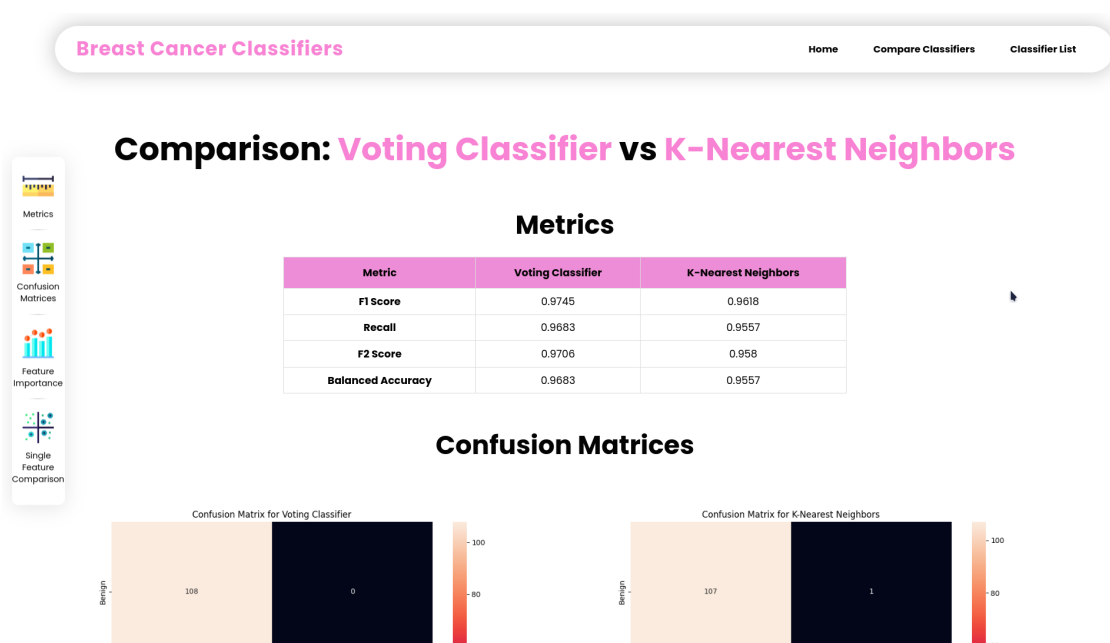 Breast Cancer Classifiers
Home Compare Classifiers Classifier List
Comparison: Voting Classifier vs K-Nearest Neighbors
Metrics
Confusion
Matrices
Feature
Importance
Single
Feature
Comparison
Metrics
Metric Voting Classifier K-Nearest Neighbors
F1 Score 0.9745 0.9618
Recall 0.9683 0.9557
F2 Score 0.9706 0.958
Balanced Accuracy 0.9683 0.9557
Confusion Matrices
Confusion Matrix for Voting Classifier
Benign
108 0
100
80
Confusion Matrix for K-Nearest Neighbors
Benign
107 1
100
80